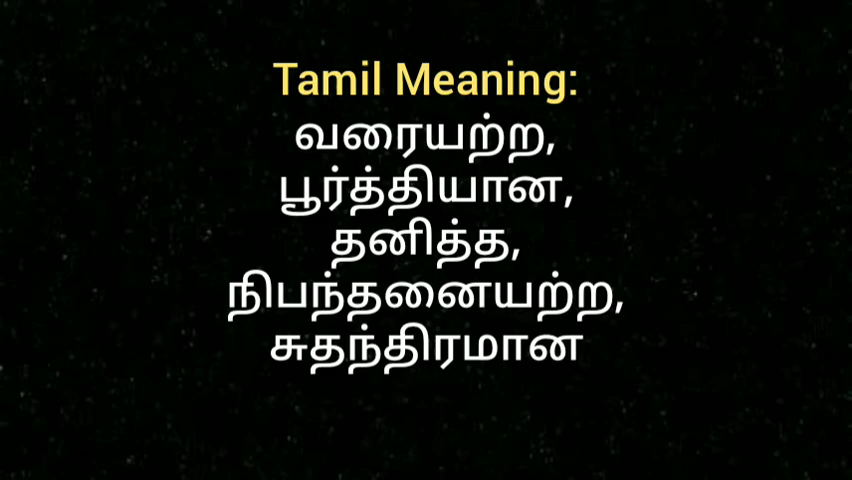 Tamil Meaning:
வரையற்ற,
பூர்த்தியான,
தனித்த,
நிபந்தனையற்ற,
சுதந்திரமான